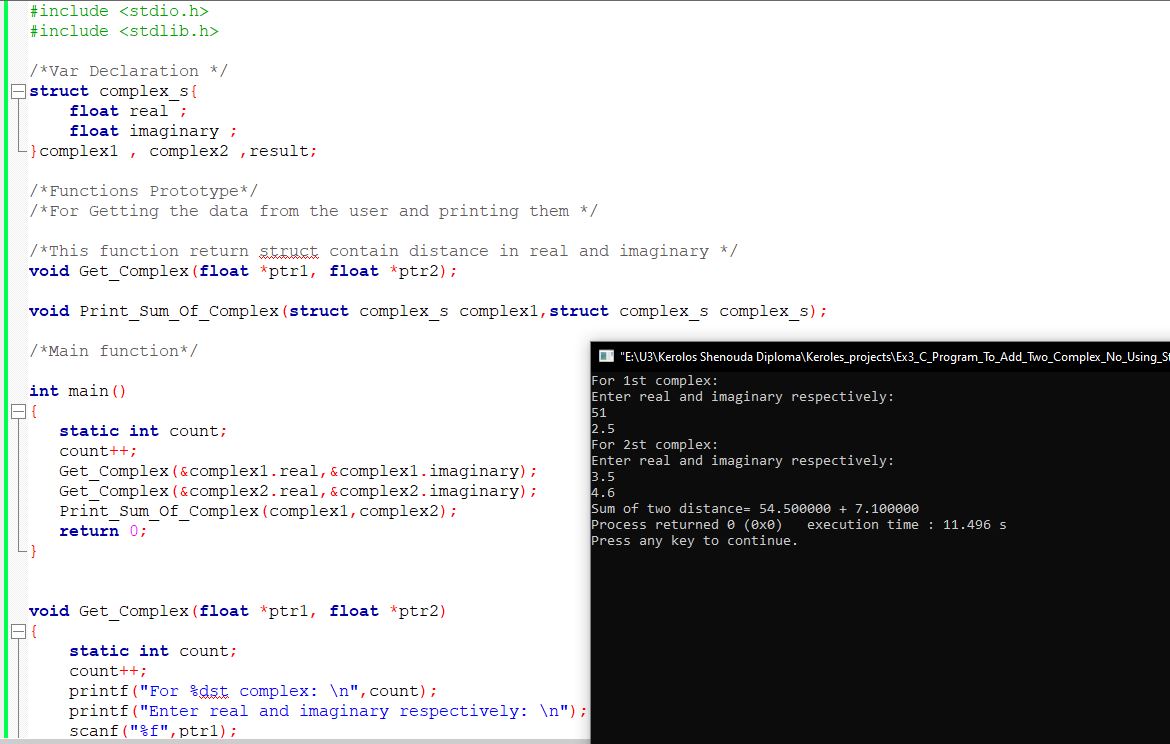 #include <stdio.h>
#include <stdlib.h>
/*Var Declaration */
struct complex_s{
float real ;
float imaginary ;
}complex1 , complex2 ,result;
/*Functions Prototype*/
/*For Getting the data from the user and printing them */
/*This function return struct contain distance in real and imaginary */
void Get_Complex(float *ptr1, float *ptr2);
void Print_Sum_Of_Complex(struct complex_s complex1,struct complex_s complex_s);
/*Main function*/
int main()
{
static int count;
count++;
Get_Complex(&complex1.real,&complex1.imaginary);
Get_Complex(&complex2.real,&complex2.imaginary);
Print_Sum_Of_Complex(complex1,complex2);
return 0;
}
void Get_Complex(float *ptr1, float *ptr2)
{
static int count;
count++;
printf("For %dst complex: \n",count);
printf("Enter real and imaginary respectively: \n");
scanf("%f",ptr1);
"E:\U3\Kerolos Shenouda Diploma\Keroles_projects\Ex3_C_Program_To_Add_Two_Complex_No_Using_St
For 1st complex:
Enter real and imaginary respectively:
51
2.5
For 2st complex:
Enter real and imaginary respectively:
3.5
4.6
Sum of two distance= 54.500000 + 7.100000
Process returned 0 (0x0)   execution time : 11.496 s
Press any key to continue.